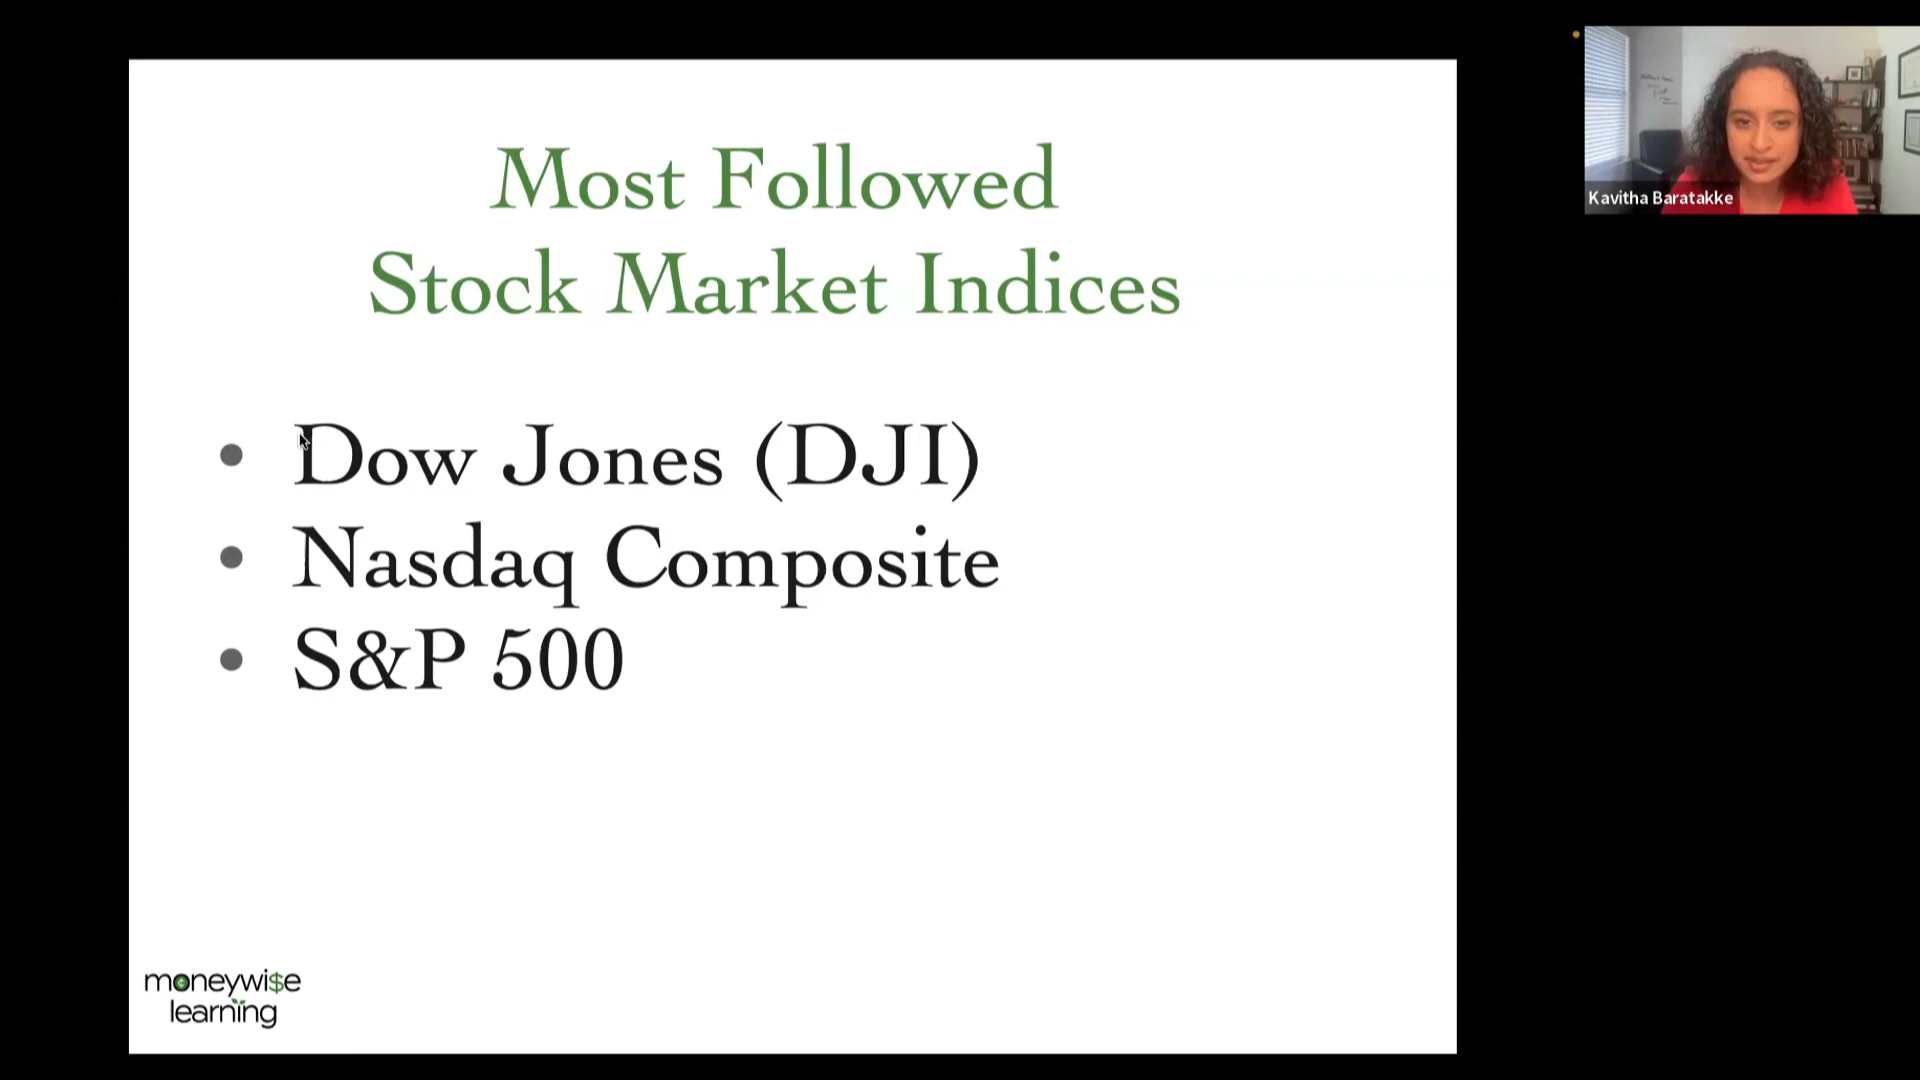 Most Followed
Stock Market Indices
• Dow Jones (DJI)
• Nasdaq Composite
• S&P 500
moneywi$e
learning
Kavitha Baratakke